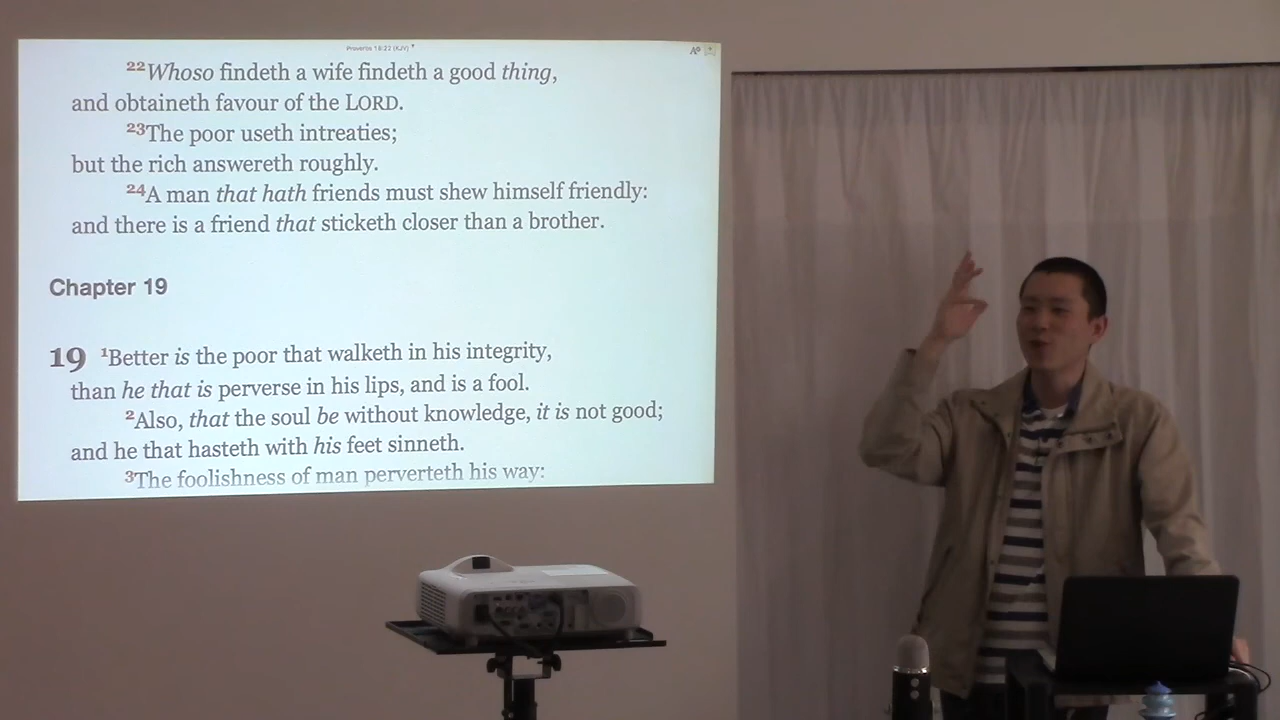 Proverbs 18:22 (KJV)
22Whoso findeth a wife findeth a good thing,
and obtaineth favour of the LORD.
23The poor useth intreaties;
but the rich answereth roughly.
24A man that hath friends must shew himself friendly:
and there is a friend that sticketh closer than a brother.
Chapter 19
19 1Better is the poor that walketh in his integrity,
than he that is perverse in his lips, and is a fool.
2Also, that the soul be without knowledge, it is not good;
and he that hasteth with his feet sinneth.
3The foolishness of man perverteth his way: